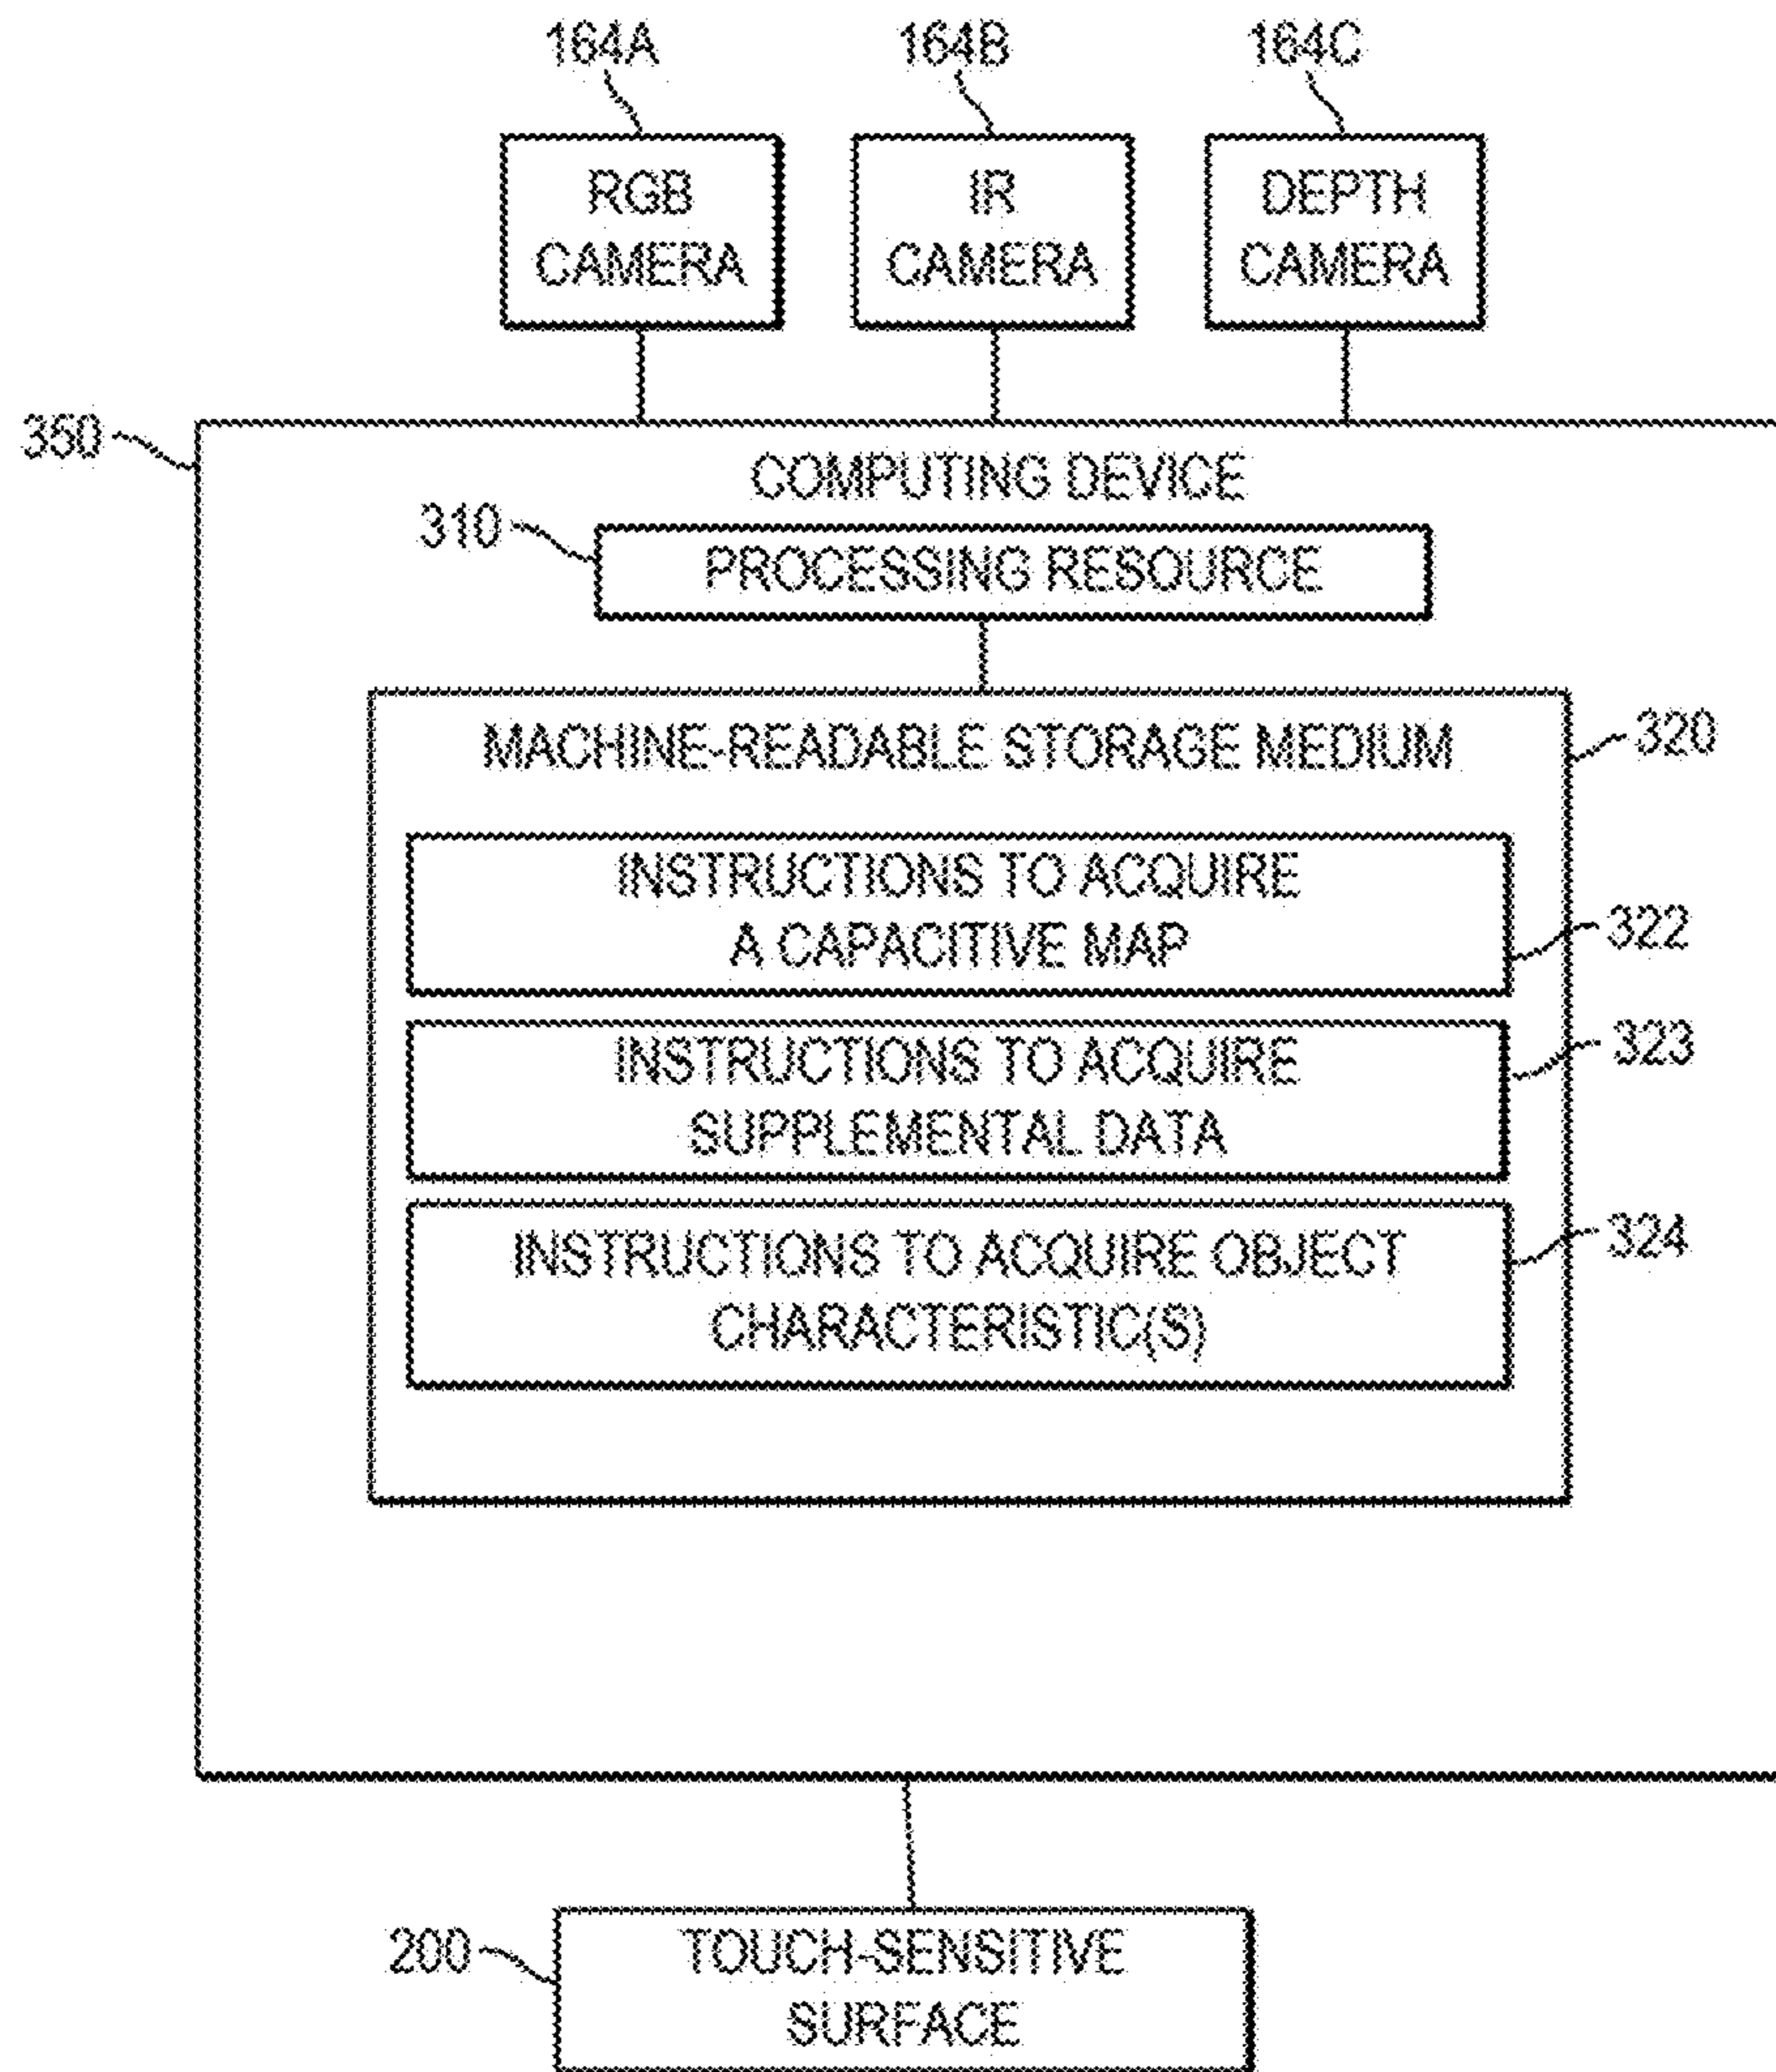 164A 164B 164C
RGB CAMERA
IR CAMERA
DEPTH CAMERA
350
COMPUTING DEVICE
310
PROCESSING RESOURCE
MACHINE-READABLE STORAGE MEDIUM
320
INSTRUCTIONS TO ACQUIRE
A CAPACITIVE MAP
322
INSTRUCTIONS TO ACQUIRE
SUPPLEMENTAL DATA
323
INSTRUCTIONS TO ACQUIRE OBJECT
CHARACTERISTIC(S)
324
200
TOUCH-SENSITIVE
SURFACE